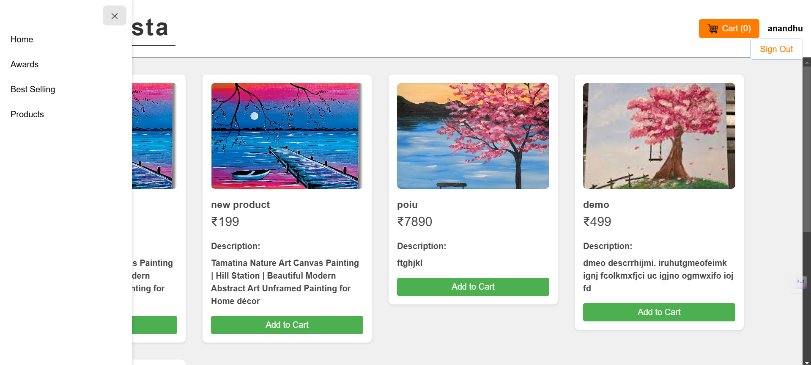 Home
Awards
Best Selling
Products
sta
Cart (0)
anandhu
Sign Out
s Painting
dern
nting for
new product
₹199
Description:
Tamatina Nature Art Canvas Painting
| Hill Station | Beautiful Modern
Abstract Art Unframed Painting for
Home décor
Add to Cart
poiu
₹7890
Description:
ftghjkl
Add to Cart
demo
₹499
Description:
dmeo descrrhijmi. iruhutgmeofeimk
ignj fcolkmxfjci uc igjno ogmwxifo ioj
fd
Add to Cart